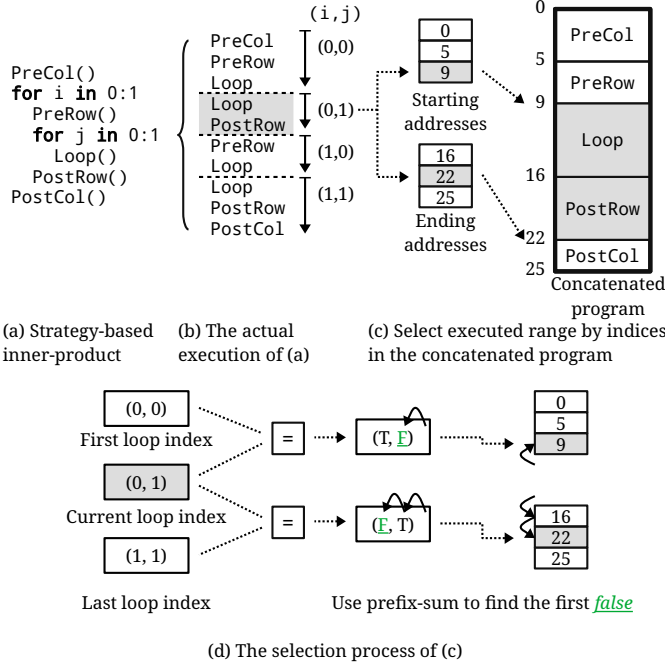 PreCol()
for i in 0:1
PreRow()
for j in 0:1
Loop()
PostRow()
PostCol()
(a) Strategy-based
inner-product
(i,j)
PreCol
PreRow
Loop
(0,0)
Loop
PostRow
(0,1)
PreRow
Loop
(1,0)
Loop
PostRow
PostCol
(1,1)
(b) The actual
execution of (a)
0
5
9
Starting
addresses
16
22
25
Ending
addresses
0
PreCol
5
PreRow
9
Loop
16
PostRow
22
PostCol
25
Concatenated
program
(c) Select executed range by indices
in the concatenated program
(0, 0)
First loop index
(0, 1)
Current loop index
(1, 1)
Last loop index
=
(T, F)
0
5
9
=
(F, T)
16
22
25
Use prefix-sum to find the first false
(d) The selection process of (c)